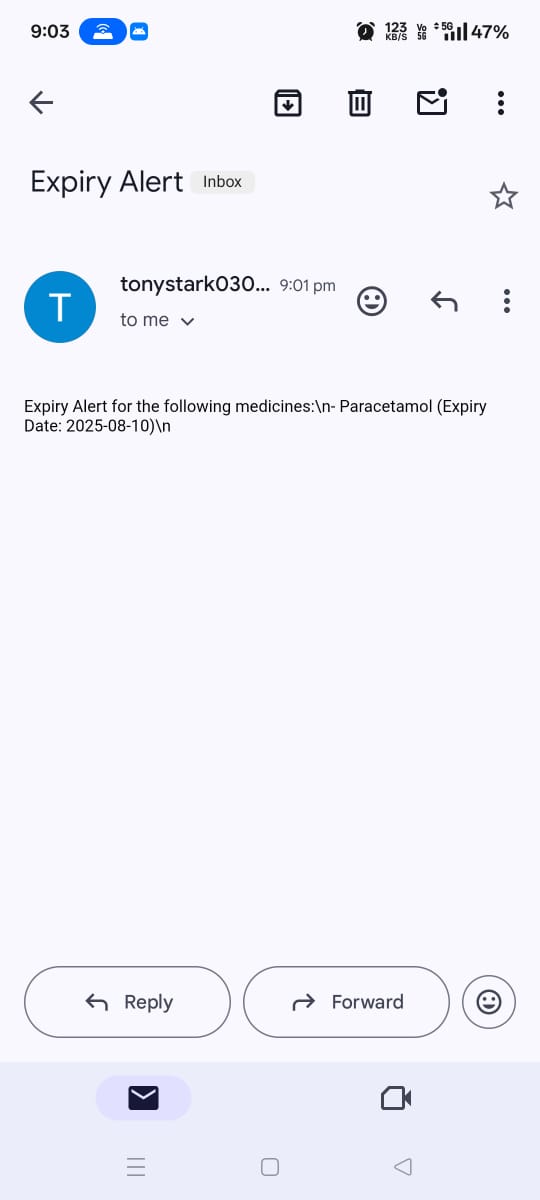 9:03 123 KB/S Vo 5G 5G 47%
Expiry Alert Inbox
T
tonystark030... 9:01 pm
to me
Expiry Alert for the following medicines:\n- Paracetamol (Expiry
Date: 2025-08-10)\n
Reply Forward